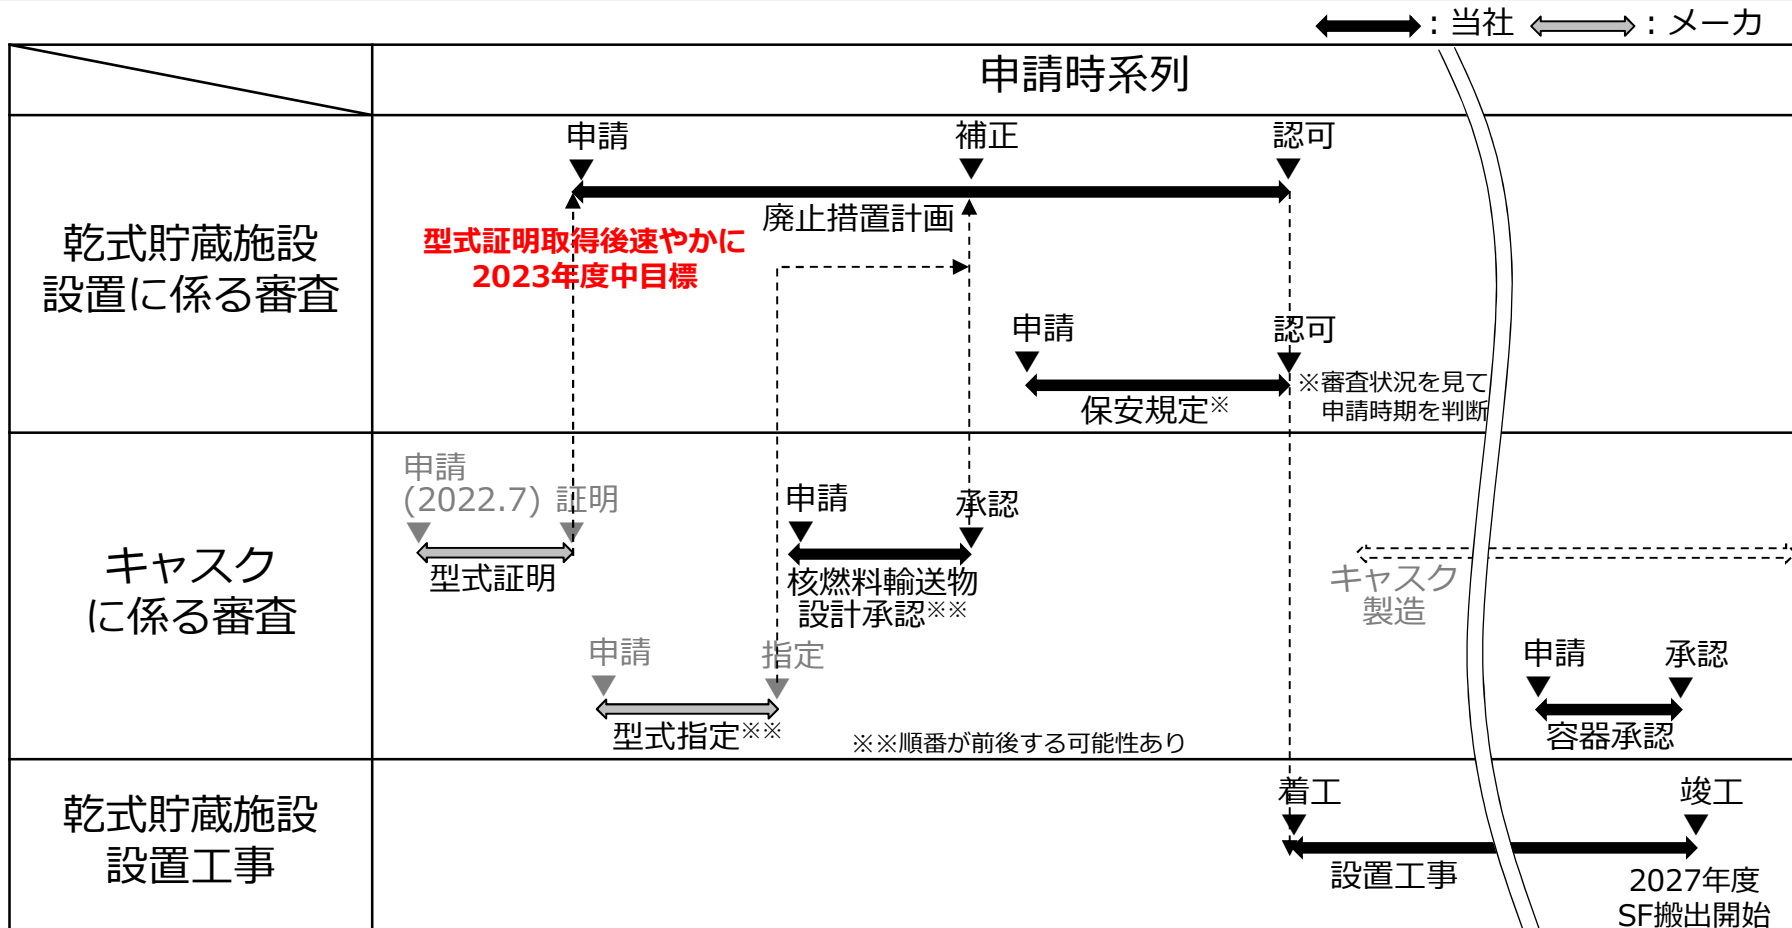 ：当社
：メーカ
申請時系列
乾式貯蔵施設
設置に係る審査
申請
補正
認可
廃止措置計画
型式証明取得後速やかに
2023年度中目標
申請
認可
保安規定※
※審査状況を見て
申請時期を判断
キャスク
に係る審査
申請
(2022.7)
証明
型式証明
申請
承認
核燃料輸送物
設計承認※※
申請
指定
型式指定※※
※※順番が前後する可能性あり
キャスク
製造
申請
承認
容器承認
乾式貯蔵施設
設置工事
着工
竣工
設置工事
2027年度
SF搬出開始